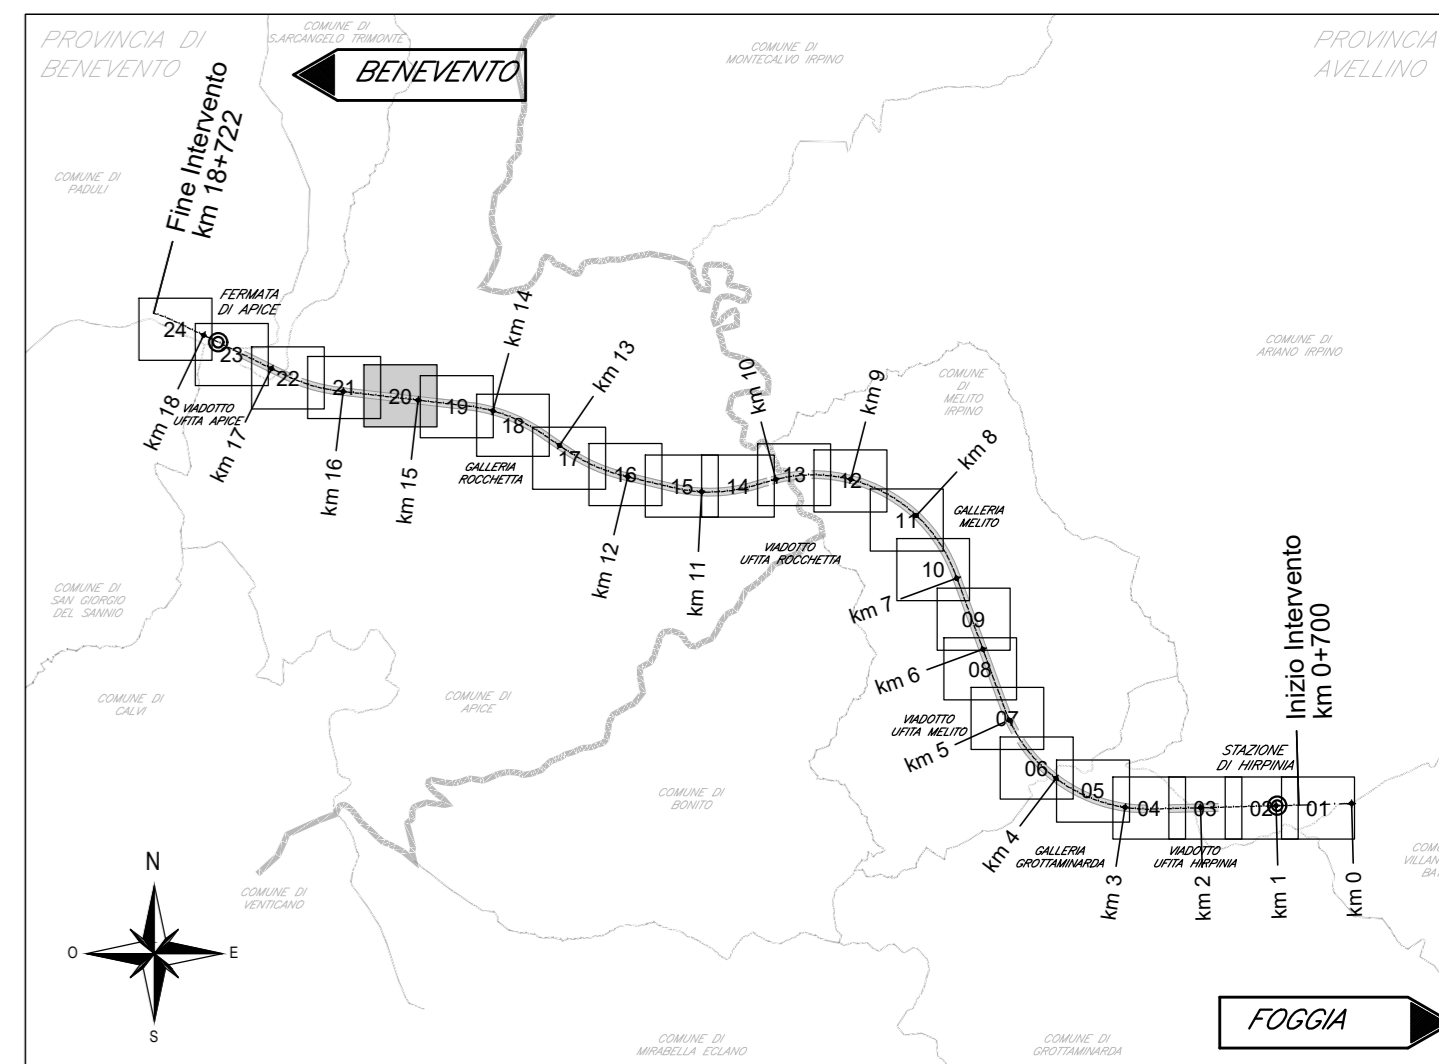 PROVINCIA DI
BENEVENTO
COMUNE DI
S.ARCANGELO TRIMONTE
BENEVENTO
COMUNE DI
MONTECALVO IRPINO
PROVINCIA
AVELLINO
Fine Intervento
km 18+722
COMUNE DI
PADULI
FERMATA
DI APICE
24
23
22
21
20
19
18
17
16
15
14
13
12
11
10
09
08
07
06
05
04
03
02
01
VIADOTTO
UFITA APICE
km 18
km 17
km 16
km 15
km 14
km 13
km 12
km 11
km 10
km 9
km 8
km 7
km 6
km 5
km 4
km 3
km 2
km 1
km 0
GALLERIA
ROCCHETTA
VIADOTTO
UFITA ROCCHETTA
COMUNE
DI
MELITO
IRPINO
COMUNE DI
ARIANO IRPINO
GALLERIA
MELITO
Inizio Intervento
km 0+700
COMUNE DI
SAN GIORGIO
DEL SANNIO
COMUNE DI
CALVI
COMUNE DI
APICE
VIADOTTO
UFITA MELITO
STAZIONE
DI HIRPINIA
COMUNE DI
BONITO
GALLERIA
GROTTAMINARDA
VIADOTTO
UFITA HIRPINIA
COMU
VILLAN
BA
COMUNE DI
VENTICANO
N
O
E
S
FOGGIA
COMUNE DI
MIRABELLA ECLANO
COMUNE DI
GROTTAMINARDA